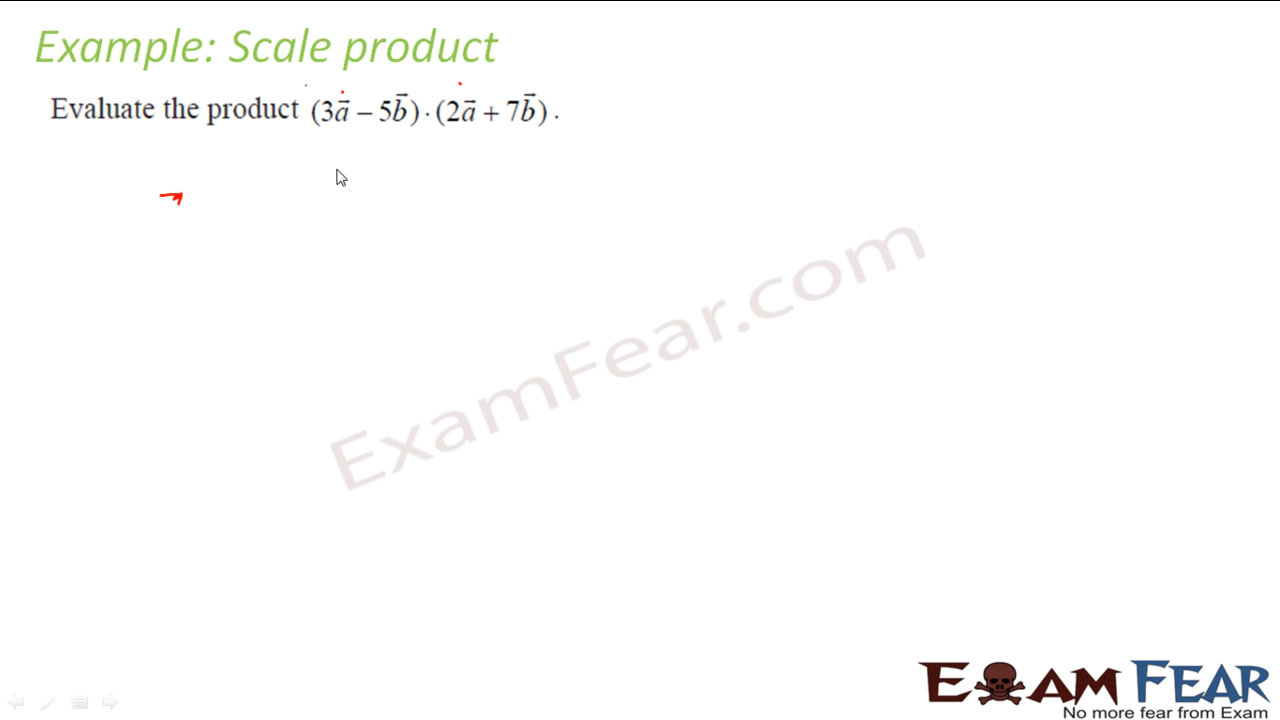 Example: Scale product
Evaluate the product (3a⃗ − 5b⃗) · (2a⃗ + 7b⃗) .
ExamFear.com
EXAM FEAR
No more fear from Exam